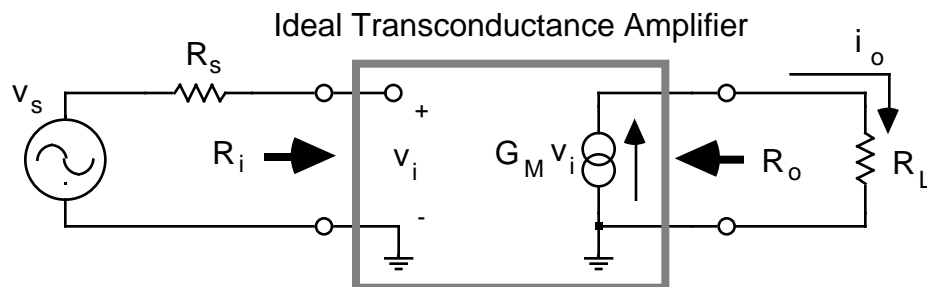 Ideal Transconductance Amplifier
R_s
i_o
v_s
+
R_i
v_i
G_M v_i
R_o
R_L
-